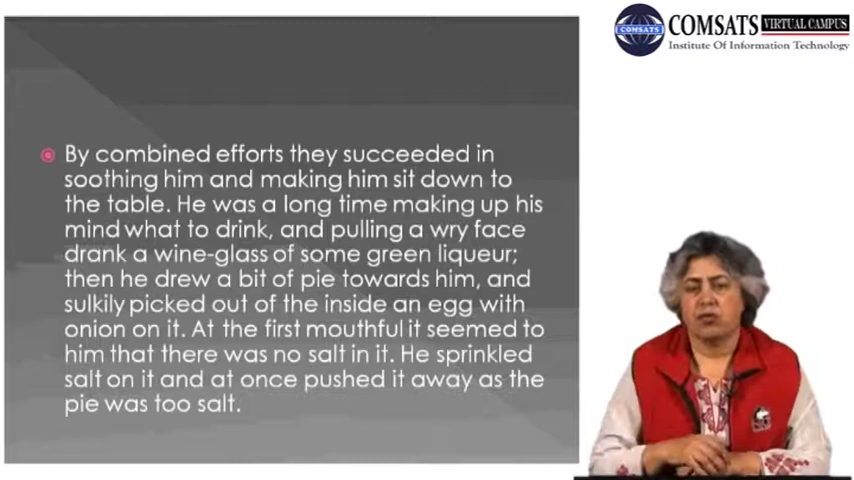 COMSATS
COMSATS VIRTUAL CAMPUS
Institute Of Information Technology
By combined efforts they succeeded in
soothing him and making him sit down to
the table. He was a long time making up his
mind what to drink, and pulling a wry face
drank a wine-glass of some green liqueur;
then he drew a bit of pie towards him, and
sulkily picked out of the inside an egg with
onion on it. At the first mouthful it seemed to
him that there was no salt in it. He sprinkled
salt on it and at once pushed it away as the
pie was too salt.